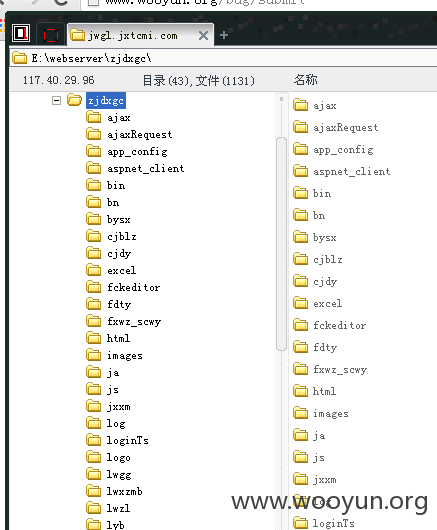 www.wooyun.org/bug/submit
jwgl.jxtcmi.com
E:\webserver\zjdxgc\
117.40.29.96 目录(43),文件(1131) 名称
zjdxgc
ajax
ajaxRequest
app_config
aspnet_client
bin
bn
bysx
cjblz
cjdy
excel
fckeditor
fdty
fxwz_scwy
html
images
ja
js
jxxm
log
loginTs
logo
lwgg
lwxzmb
lwzl
lyb
ajax
ajaxRequest
app_config
aspnet_client
bin
bn
bysx
cjblz
cjdy
excel
fckeditor
fdty
fxwz_scwy
html
images
ja
js
jxxm
log
www.wooyun.org